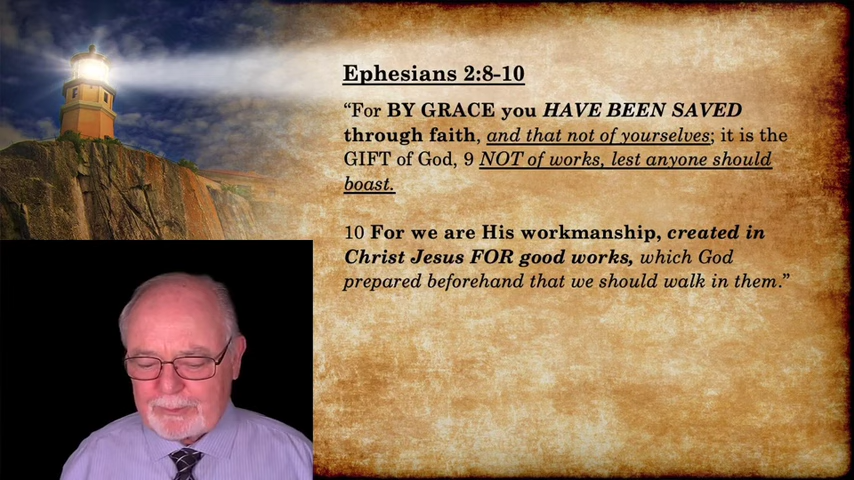 Ephesians 2:8-10
“For BY GRACE you HAVE BEEN SAVED
through faith, and that not of yourselves; it is the
GIFT of God, 9 NOT of works, lest anyone should
boast.
10 For we are His workmanship, created in
Christ Jesus FOR good works, which God
prepared beforehand that we should walk in them.”